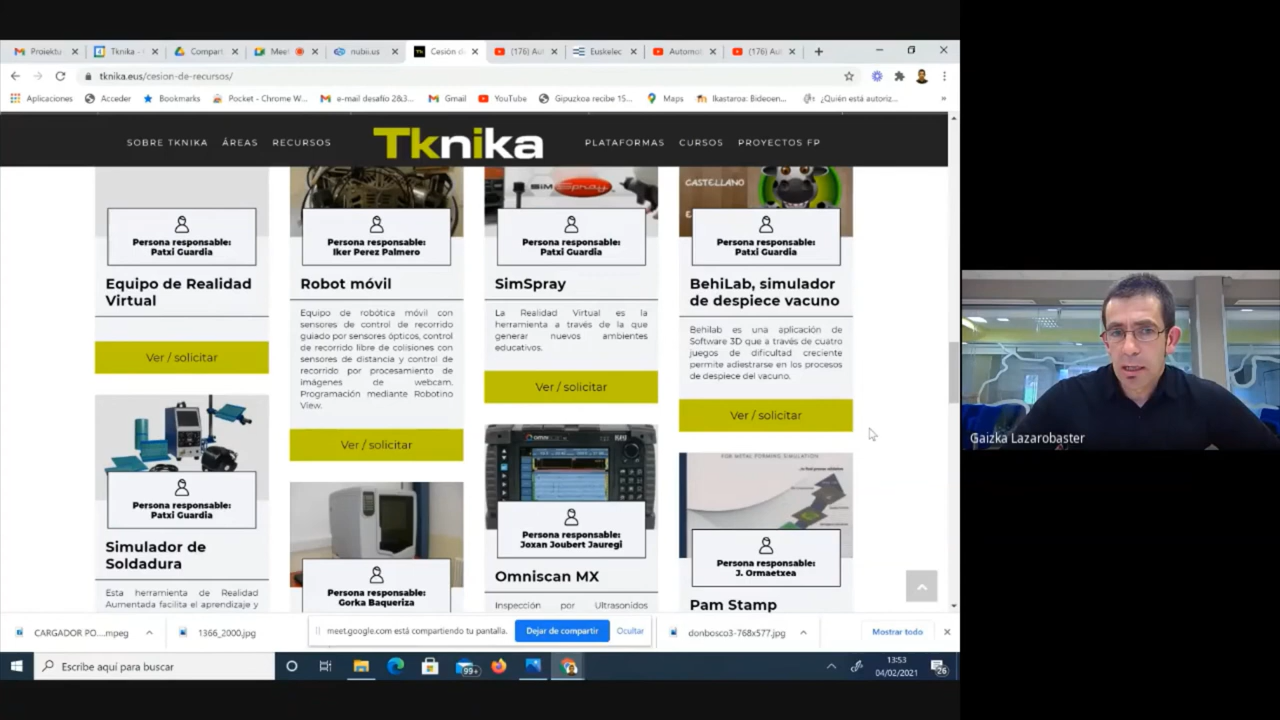 Proiektu
Tknika -
Compart
Meet
nubii.us
Cesión d
(176) Au
Euskelec
Automot
(176) Au
tknika.eus/cesion-de-recursos/
Aplicaciones
Acceder
Bookmarks
Pocket - Chrome W...
e-mail desafío 2&3...
Gmail
YouTube
Gipuzkoa recibe 15...
Maps
Ikastaroa: Bideoen...
¿Quién está autoriz...
»
SOBRE TKNIKA
ÁREAS
RECURSOS
Tknika
PLATAFORMAS
CURSOS
PROYECTOS FP
Persona responsable:
Patxi Guardia
Equipo de Realidad
Virtual
Ver / solicitar
Persona responsable:
Iker Perez Palmero
Robot móvil
Equipo de robótica móvil con
sensores de control de recorrido
guiado por sensores ópticos, control
de recorrido libre de colisiones con
sensores de distancia y control de
recorrido por procesamiento de
imágenes de webcam.
Programación mediante Robotino
View.
Ver / solicitar
SIMSPRAY
Persona responsable:
Patxi Guardia
SimSpray
La Realidad Virtual es la
herramienta a través de la que
generar nuevos ambientes
educativos.
Ver / solicitar
CASTELLANO
E
Persona responsable:
Patxi Guardia
BehiLab, simulador
de despiece vacuno
Behilab es una aplicación de
Software 3D que a través de cuatro
juegos de dificultad creciente
permite adiestrarse en los procesos
de despiece del vacuno.
Ver / solicitar
Persona responsable:
Patxi Guardia
Simulador de
Soldadura
Esta herramienta de Realidad
Aumentada facilita el aprendizaje y
Persona responsable:
Gorka Baqueriza
Persona responsable:
Joxan Joubert Jauregi
Omniscan MX
Inspección por Ultrasonidos
FOR METAL FORMING SIMULATION
Persona responsable:
J. Ormaetxea
Pam Stamp
Gaizka Lazarobaster
CARGADOR PO....mpeg
1366_2000.jpg
meet.google.com está compartiendo tu pantalla.
Dejar de compartir
Ocultar
donbosco3-768x577.jpg
Mostrar todo
Escribe aquí para buscar
99+
13:53
04/02/2021
26